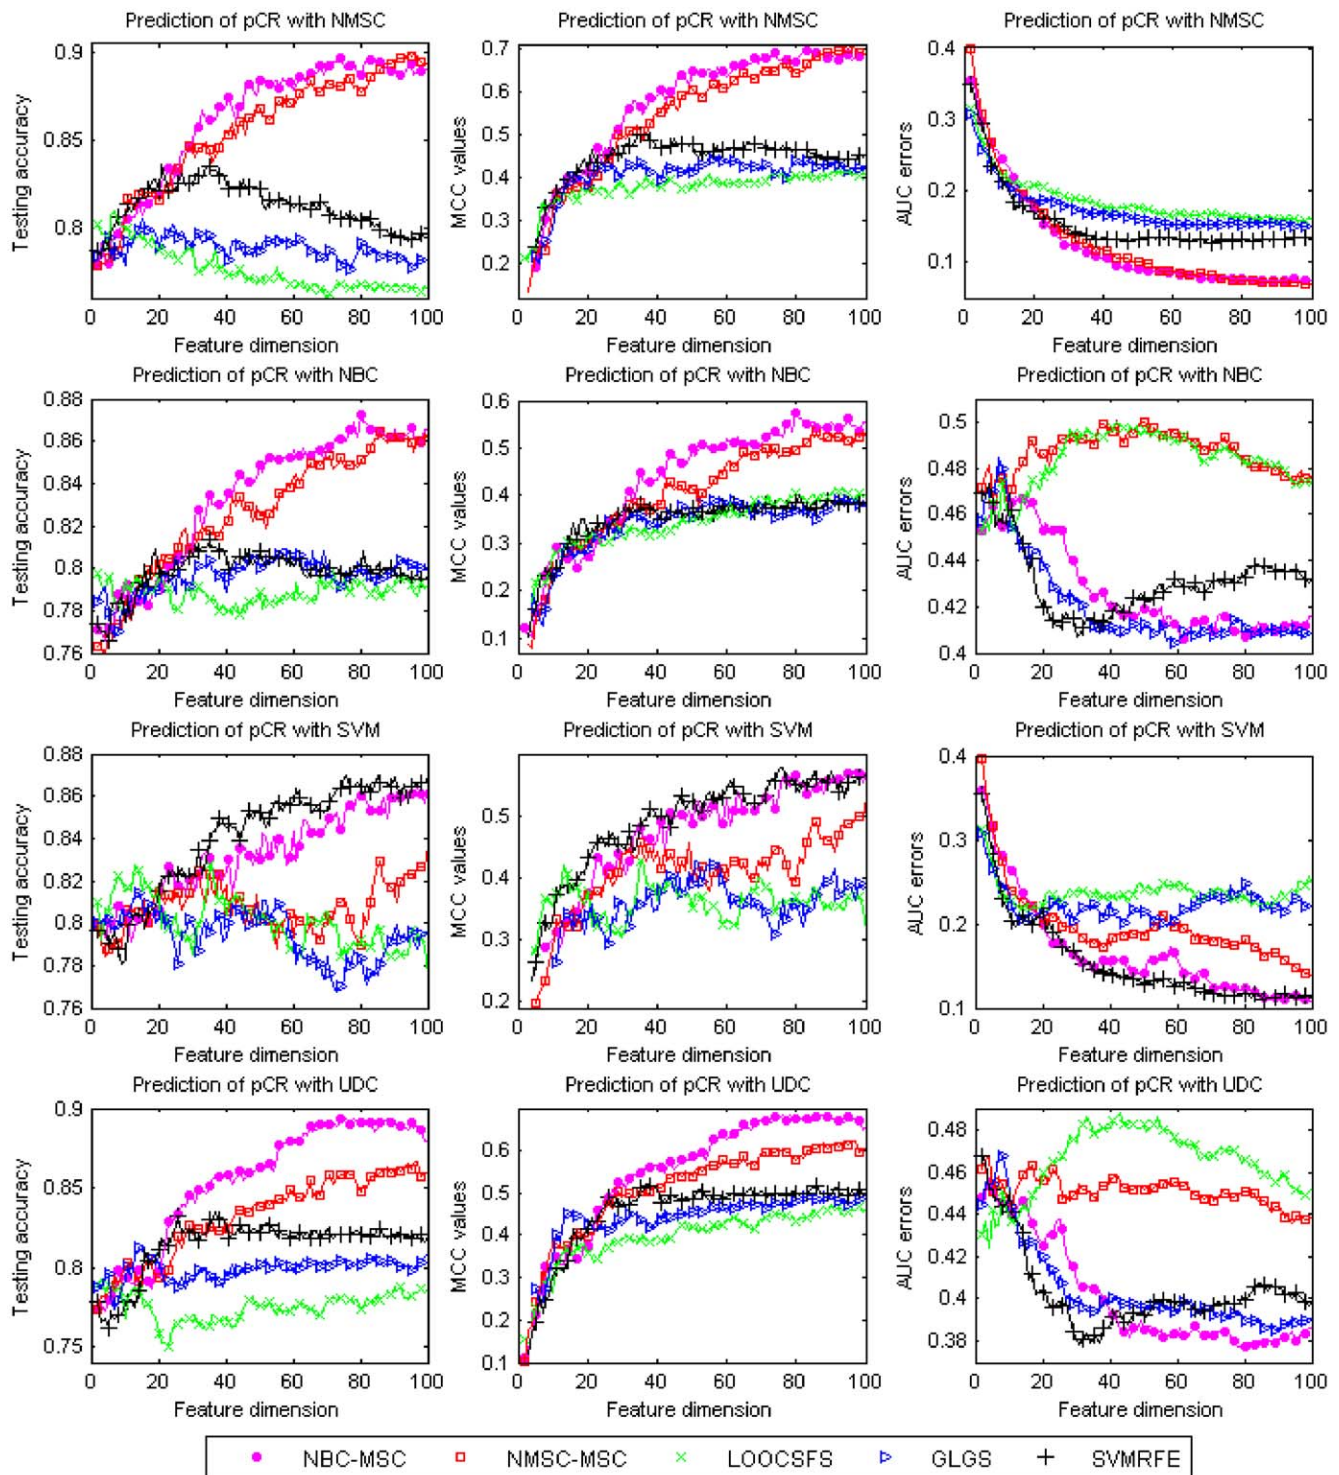 Prediction of pCR with NMSC
Prediction of pCR with NMSC
Prediction of pCR with NMSC
Testing accuracy
0.9
0.85
0.8
0 20 40 60 80 100
Feature dimension
MCC values
0.7
0.6
0.5
0.4
0.3
0.2
0 20 40 60 80 100
Feature dimension
AUC errors
0.4
0.3
0.2
0.1
0 20 40 60 80 100
Feature dimension
Prediction of pCR with NBC
Prediction of pCR with NBC
Prediction of pCR with NBC
Testing accuracy
0.88
0.86
0.84
0.82
0.8
0.78
0.76
0 20 40 60 80 100
Feature dimension
MCC values
0.6
0.5
0.4
0.3
0.2
0.1
0 20 40 60 80 100
Feature dimension
AUC errors
0.5
0.48
0.46
0.44
0.42
0.4
0 20 40 60 80 100
Feature dimension
Prediction of pCR with SVM
Prediction of pCR with SVM
Prediction of pCR with SVM
Testing accuracy
0.88
0.86
0.84
0.82
0.8
0.78
0.76
0 20 40 60 80 100
Feature dimension
MCC values
0.5
0.4
0.3
0.2
0 20 40 60 80 100
Feature dimension
AUC errors
0.4
0.3
0.2
0.1
0 20 40 60 80 100
Feature dimension
Prediction of pCR with UDC
Prediction of pCR with UDC
Prediction of pCR with UDC
Testing accuracy
0.9
0.85
0.8
0.75
0 20 40 60 80 100
Feature dimension
MCC values
0.6
0.5
0.4
0.3
0.2
0.1
0 20 40 60 80 100
Feature dimension
AUC errors
0.48
0.46
0.44
0.42
0.4
0.38
0 20 40 60 80 100
Feature dimension
NBC-MSC NMSC-MSC LOOCSFS GLGS SVMRFE